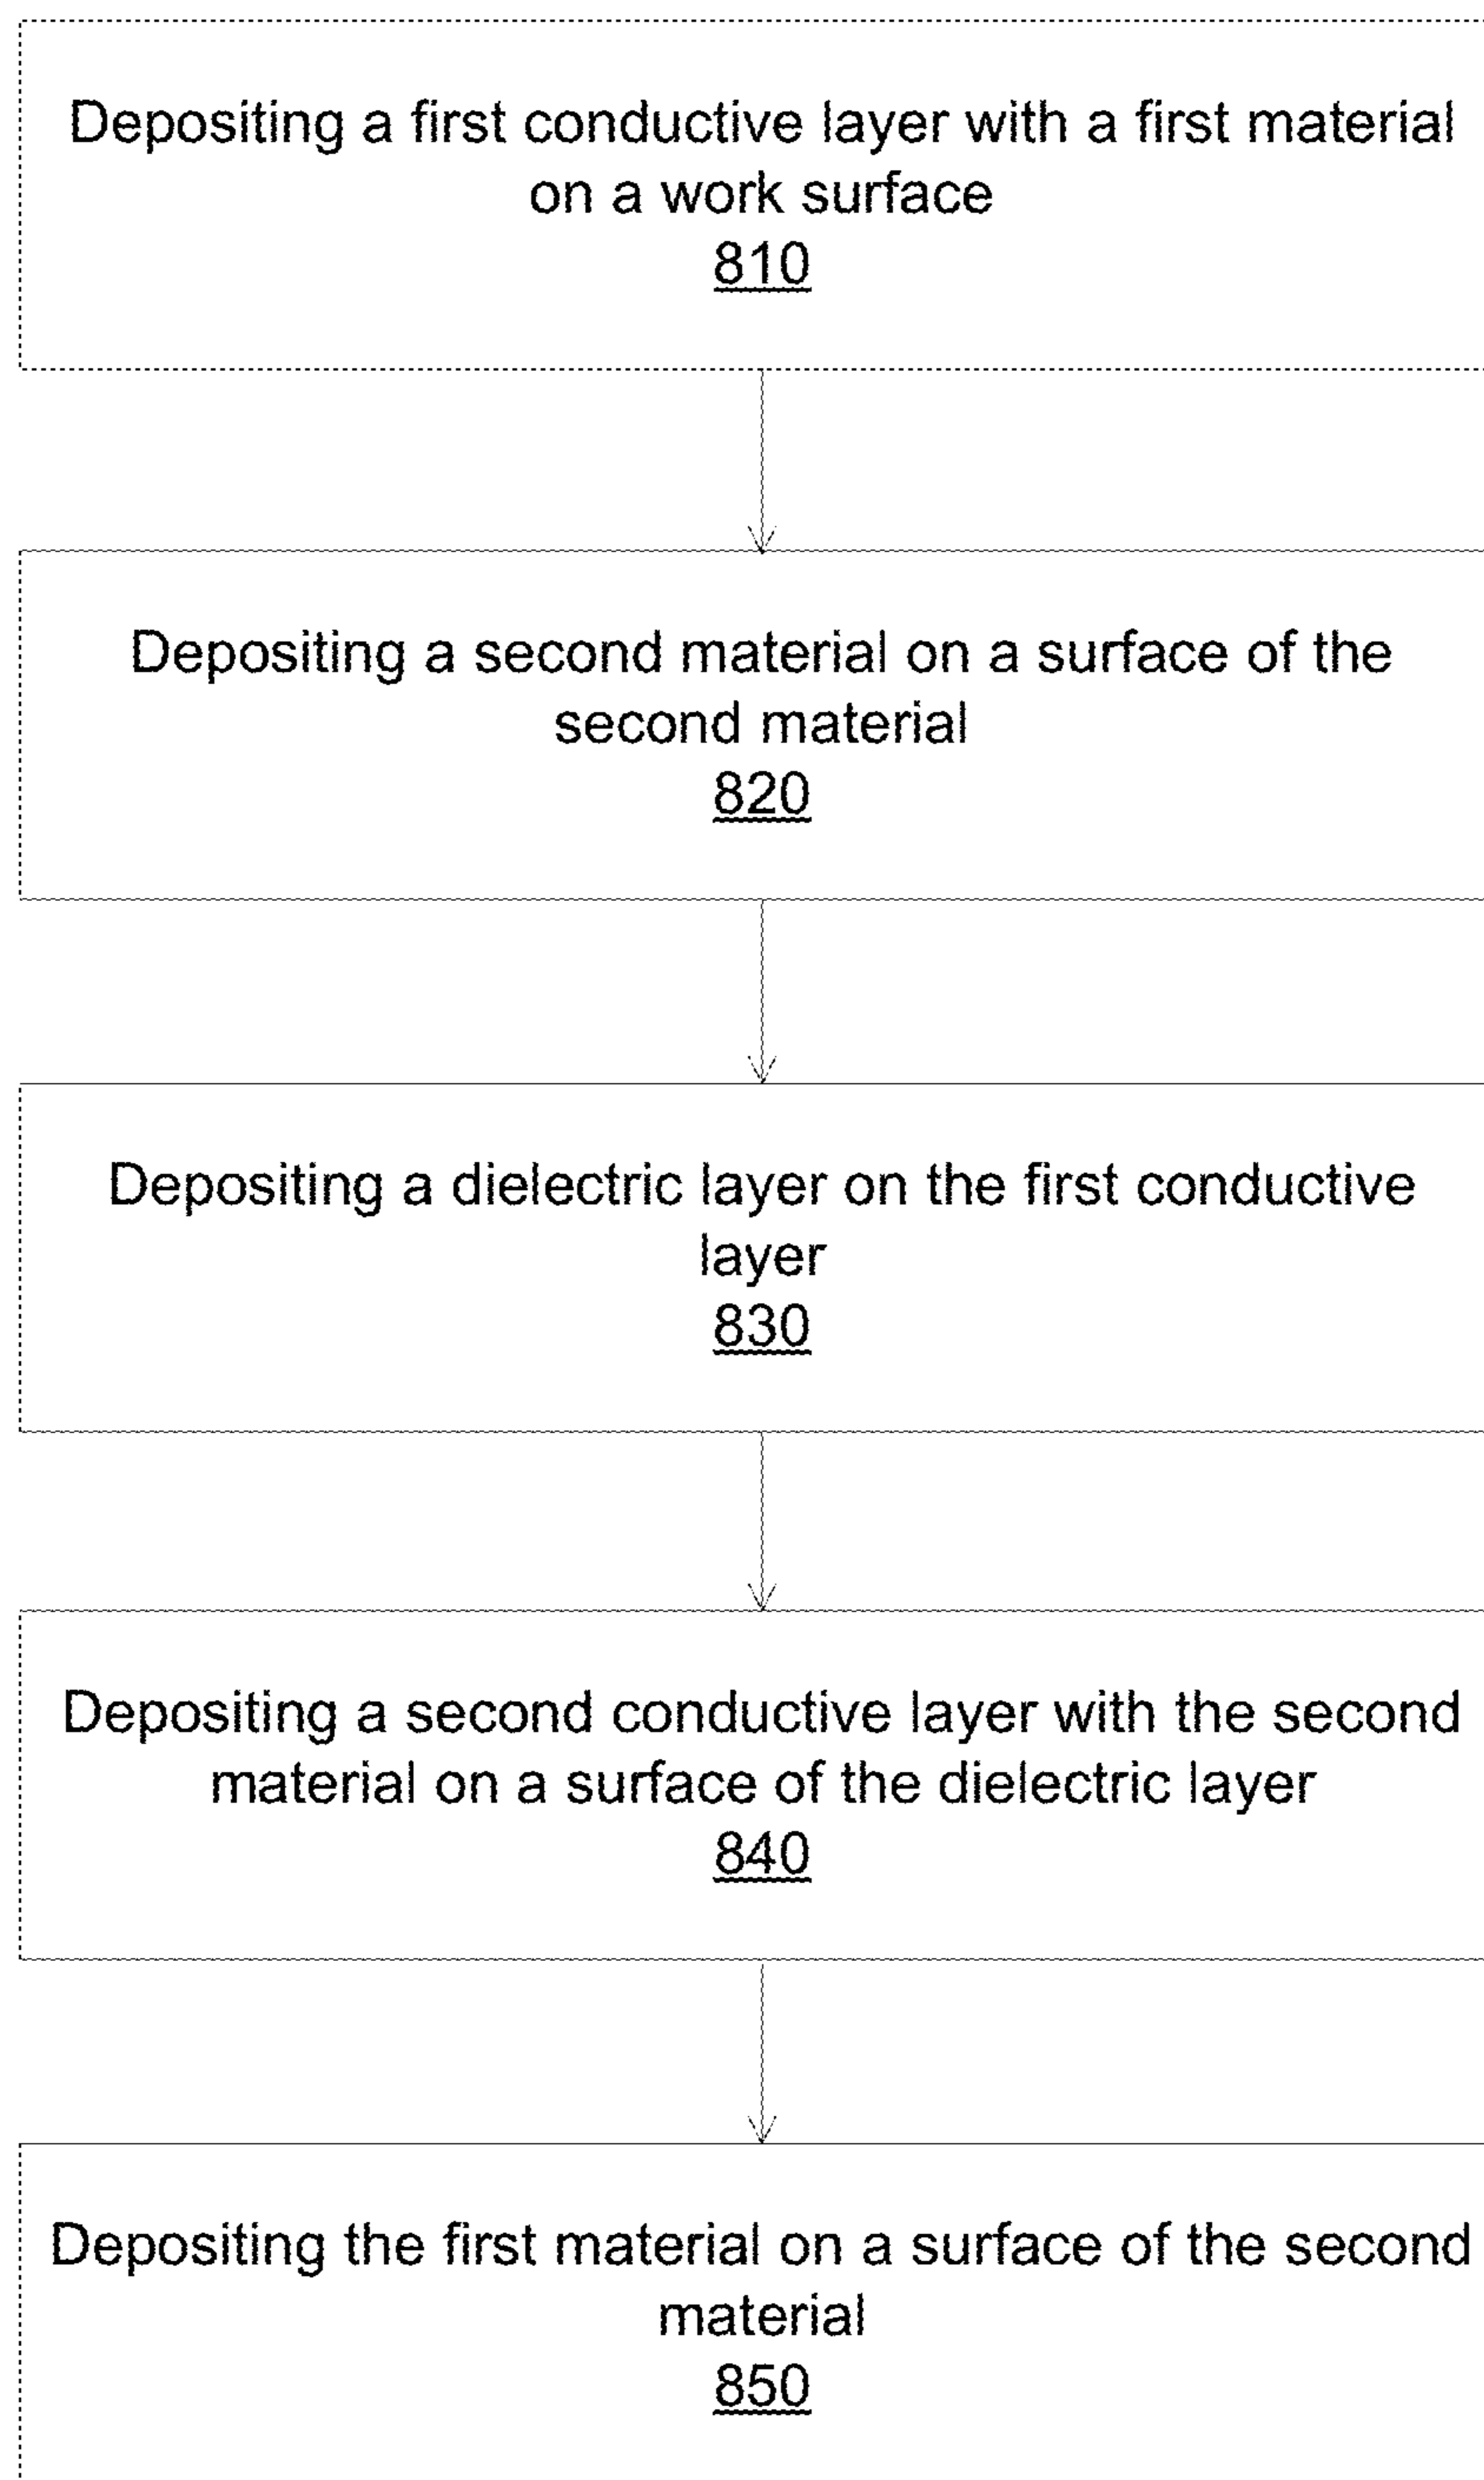 Depositing a first conductive layer with a first material
on a work surface
810
Depositing a second material on a surface of the
second material
820
Depositing a dielectric layer on the first conductive
layer
830
Depositing a second conductive layer with the second
material on a surface of the dielectric layer
840
Depositing the first material on a surface of the second
material
850